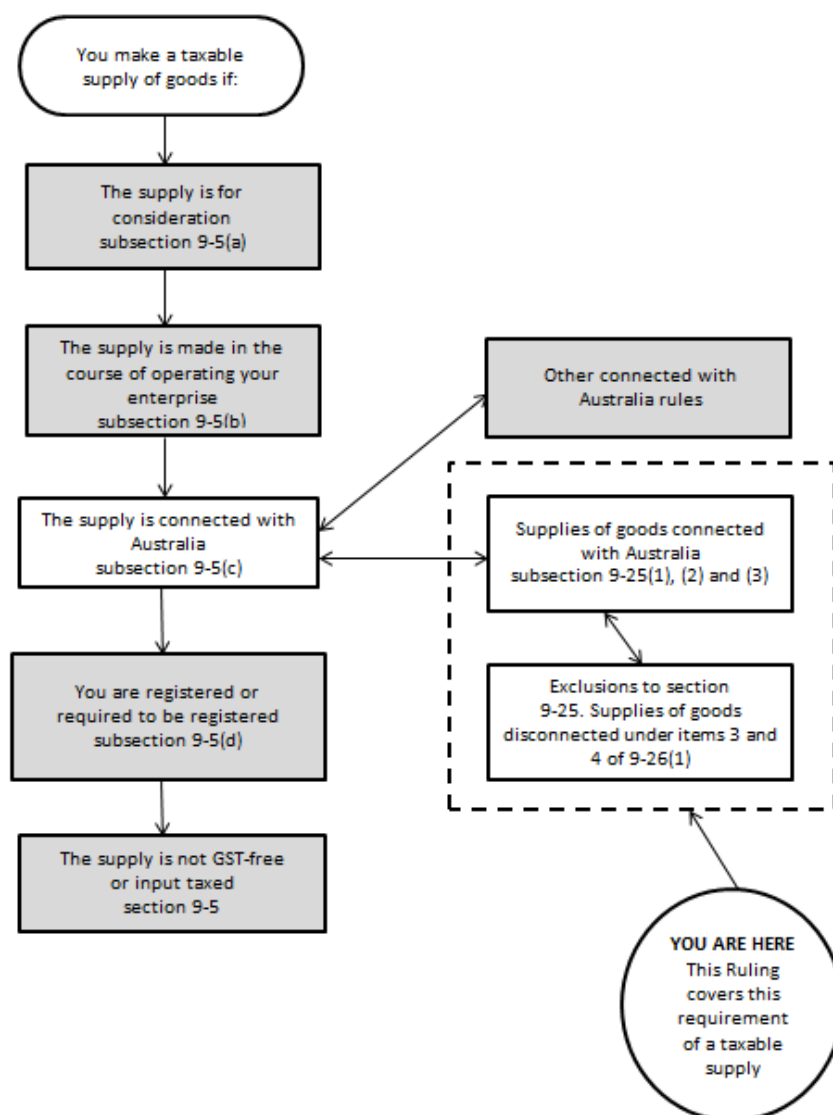 You make a taxable
supply of goods if:
The supply is for
consideration
subsection 9-5(a)
The supply is made in the
course of operating your
enterprise
subsection 9-5(b)
Other connected with
Australia rules
The supply is connected with
Australia
subsection 9-5(c)
Supplies of goods connected
with Australia
subsection 9-25(1), (2) and (3)
You are registered or
required to be registered
subsection 9-5(d)
Exclusions to section
9-25. Supplies of goods
disconnected under items 3 and
4 of 9-26(1)
The supply is not GST-free
or input taxed
section 9-5
YOU ARE HERE
This Ruling
covers this
requirement
of a taxable
supply